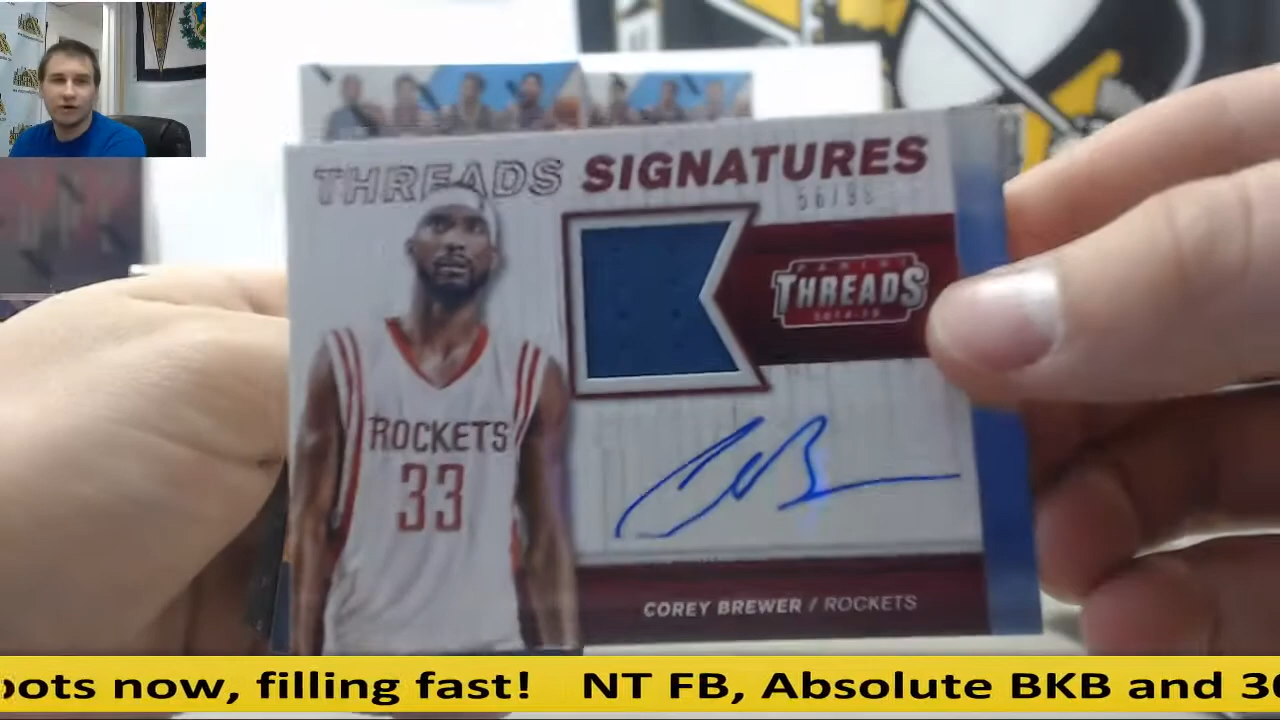 THREADS SIGNATURES
PANINI
THREADS
ROCKETS
33
COREY BREWER / ROCKETS
oots now, filling fast! NT FB, Absolute BKB and 30